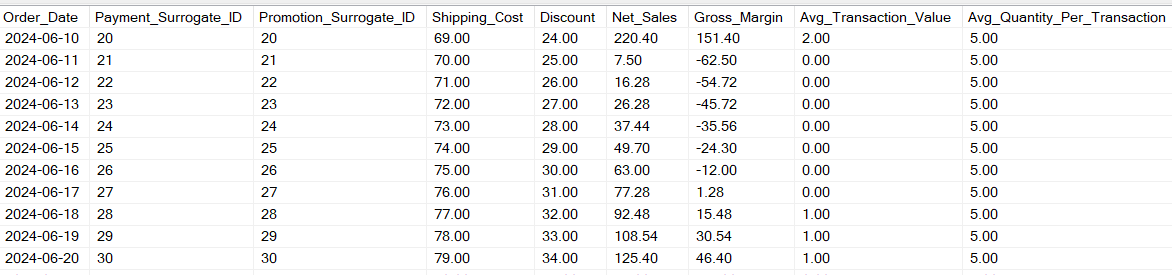 Order_Date Payment_Surrogate_ID Promotion_Surrogate_ID Shipping_Cost Discount Net_Sales Gross_Margin Avg_Transaction_Value Avg_Quantity_Per_Transaction
2024-06-10 20 20 69.00 24.00 220.40 151.40 2.00 5.00
2024-06-11 21 21 70.00 25.00 7.50 -62.50 0.00 5.00
2024-06-12 22 22 71.00 26.00 16.28 -54.72 0.00 5.00
2024-06-13 23 23 72.00 27.00 26.28 -45.72 0.00 5.00
2024-06-14 24 24 73.00 28.00 37.44 -35.56 0.00 5.00
2024-06-15 25 25 74.00 29.00 49.70 -24.30 0.00 5.00
2024-06-16 26 26 75.00 30.00 63.00 -12.00 0.00 5.00
2024-06-17 27 27 76.00 31.00 77.28 1.28 0.00 5.00
2024-06-18 28 28 77.00 32.00 92.48 15.48 1.00 5.00
2024-06-19 29 29 78.00 33.00 108.54 30.54 1.00 5.00
2024-06-20 30 30 79.00 34.00 125.40 46.40 1.00 5.00